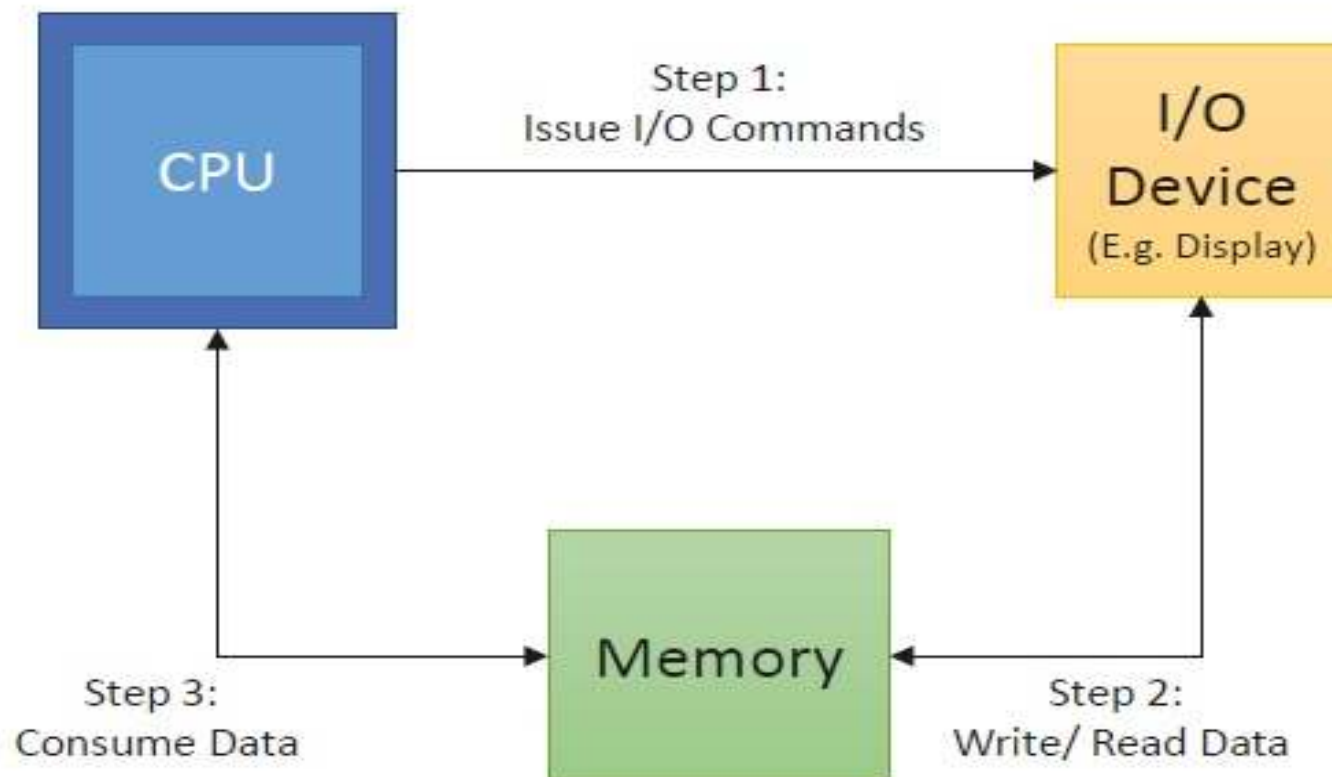 CPU
Step 1:
Issue I/O Commands
I/O
Device
(E.g. Display)
Memory
Step 3:
Consume Data
Step 2:
Write/ Read Data